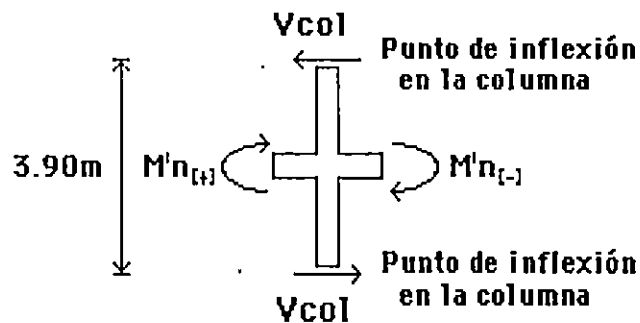 Vcol
Punto de inflexión
en la columna
3.90m
M'n[+]
M'n[-]
Punto de inflexión
en la columna
Vcol